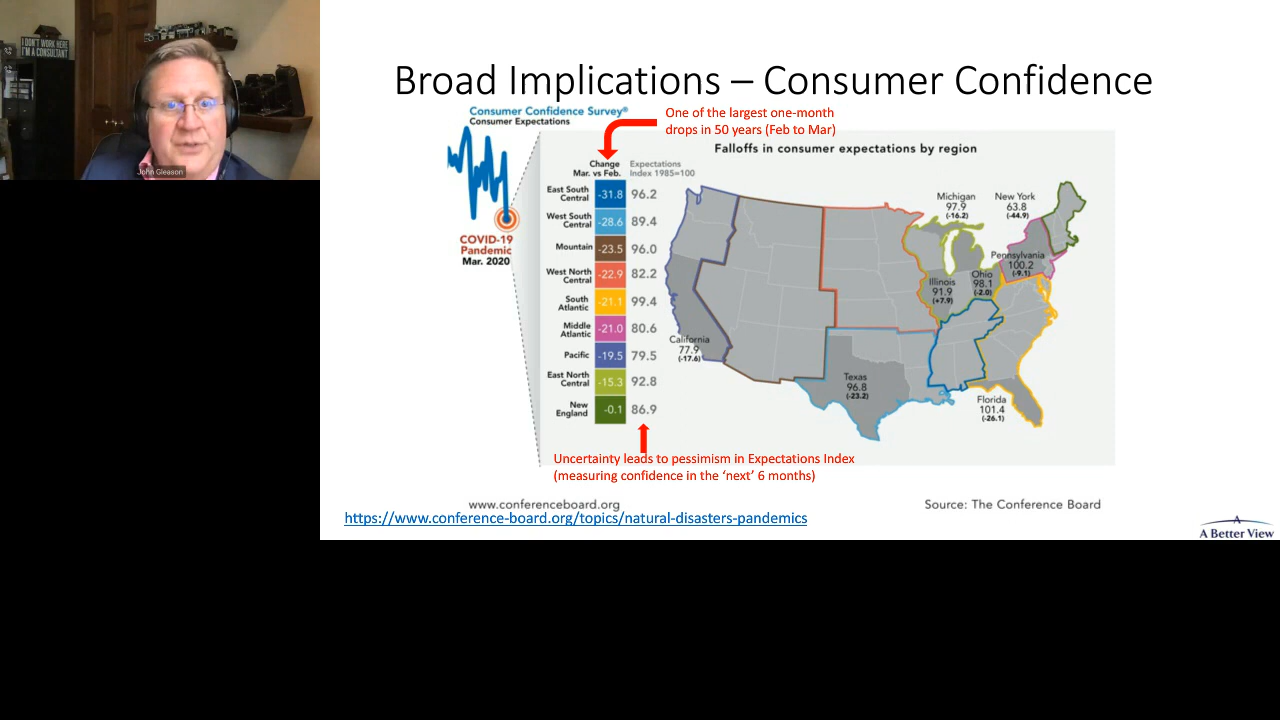 I DON'T WORK HERE
I'M A CONSULTANT
John Gleason
Broad Implications – Consumer Confidence
Consumer Confidence Survey®
Consumer Expectations
One of the largest one-month
drops in 50 years (Feb to Mar)
COVID-19
Pandemic
Mar. 2020
Falloffs in consumer expectations by region
Change
Mar. vs Feb.
Expectations
Index 1985=100
East South
Central
-31.8 96.2
West South
Central
-28.6 89.4
Mountain -23.5 96.0
West North
Central
-22.9 82.2
South
Atlantic
-21.1 99.4
Middle
Atlantic
-21.0 80.6
Pacific -19.5 79.5
East North
Central
-15.3 92.8
New
England
-0.1 86.9
Michigan
97.9
(-16.2)
New York
63.8
(-44.9)
Pennsylvania
100.2
(-9.1)
Ohio
98.1
(-2.0)
Illinois
91.9
(+7.9)
California
77.9
(-17.6)
Texas
96.8
(-23.2)
Florida
101.4
(-26.1)
Uncertainty leads to pessimism in Expectations Index
(measuring confidence in the ‘next’ 6 months)
www.conferenceboard.org
Source: The Conference Board
https://www.conference-board.org/topics/natural-disasters-pandemics
A Better View